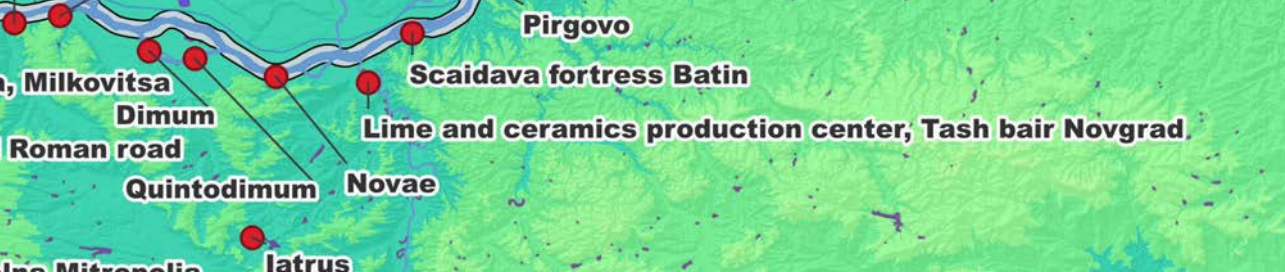 Pirgovo
Scaidava fortress Batin
, Milkovitsa
Dimum
Lime and ceramics production center, Tash bair Novgrad
Roman road
Quintodimum
Novae
Iatrus
Mitropolia